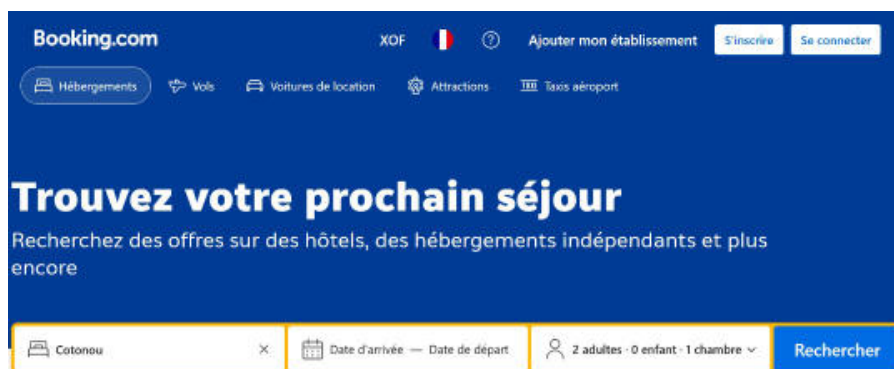 Booking.com XOF Ajouter mon établissement S'inscrire Se connecter
Hébergements Vols Voitures de location Attractions Taxis aéroport
Trouvez votre prochain séjour
Recherchez des offres sur des hôtels, des hébergements indépendants et plus
encore
Cotonou Date d'arrivée — Date de départ 2 adultes · 0 enfant · 1 chambre Rechercher